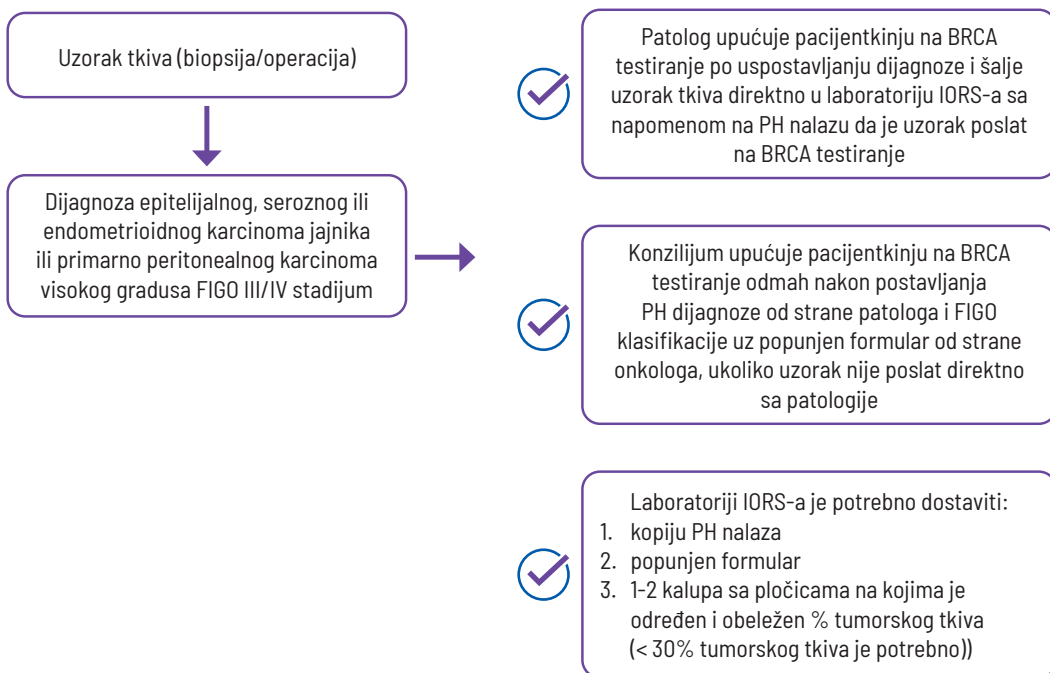 Uzorak tkiva (biopsija/operacija)
Dijagnoza epitelijalnog, seroznog ili
endometrioidnog karcinoma jajnika
ili primarno peritonealnog karcinoma
visokog gradusa FIGO III/IV stadijum
Patolog upućuje pacijentkinju na BRCA
testiranje po uspostavljanju dijagnoze i šalje
uzorak tkiva direktno u laboratoriju IORS-a sa
napomenom na PH nalazu da je uzorak poslat
na BRCA testiranje
Konzilijum upućuje pacijentkinju na BRCA
testiranje odmah nakon postavljanja
PH dijagnoze od strane patologa i FIGO
klasifikacije uz popunjen formular od strane
onkologa, ukoliko uzorak nije poslat direktno
sa patologije
Laboratoriji IORS-a je potrebno dostaviti:
1. kopiju PH nalaza
2. popunjen formular
3. 1-2 kalupa sa pločicama na kojima je
određen i obeležen % tumorskog tkiva
(< 30% tumorskog tkiva je potrebno))